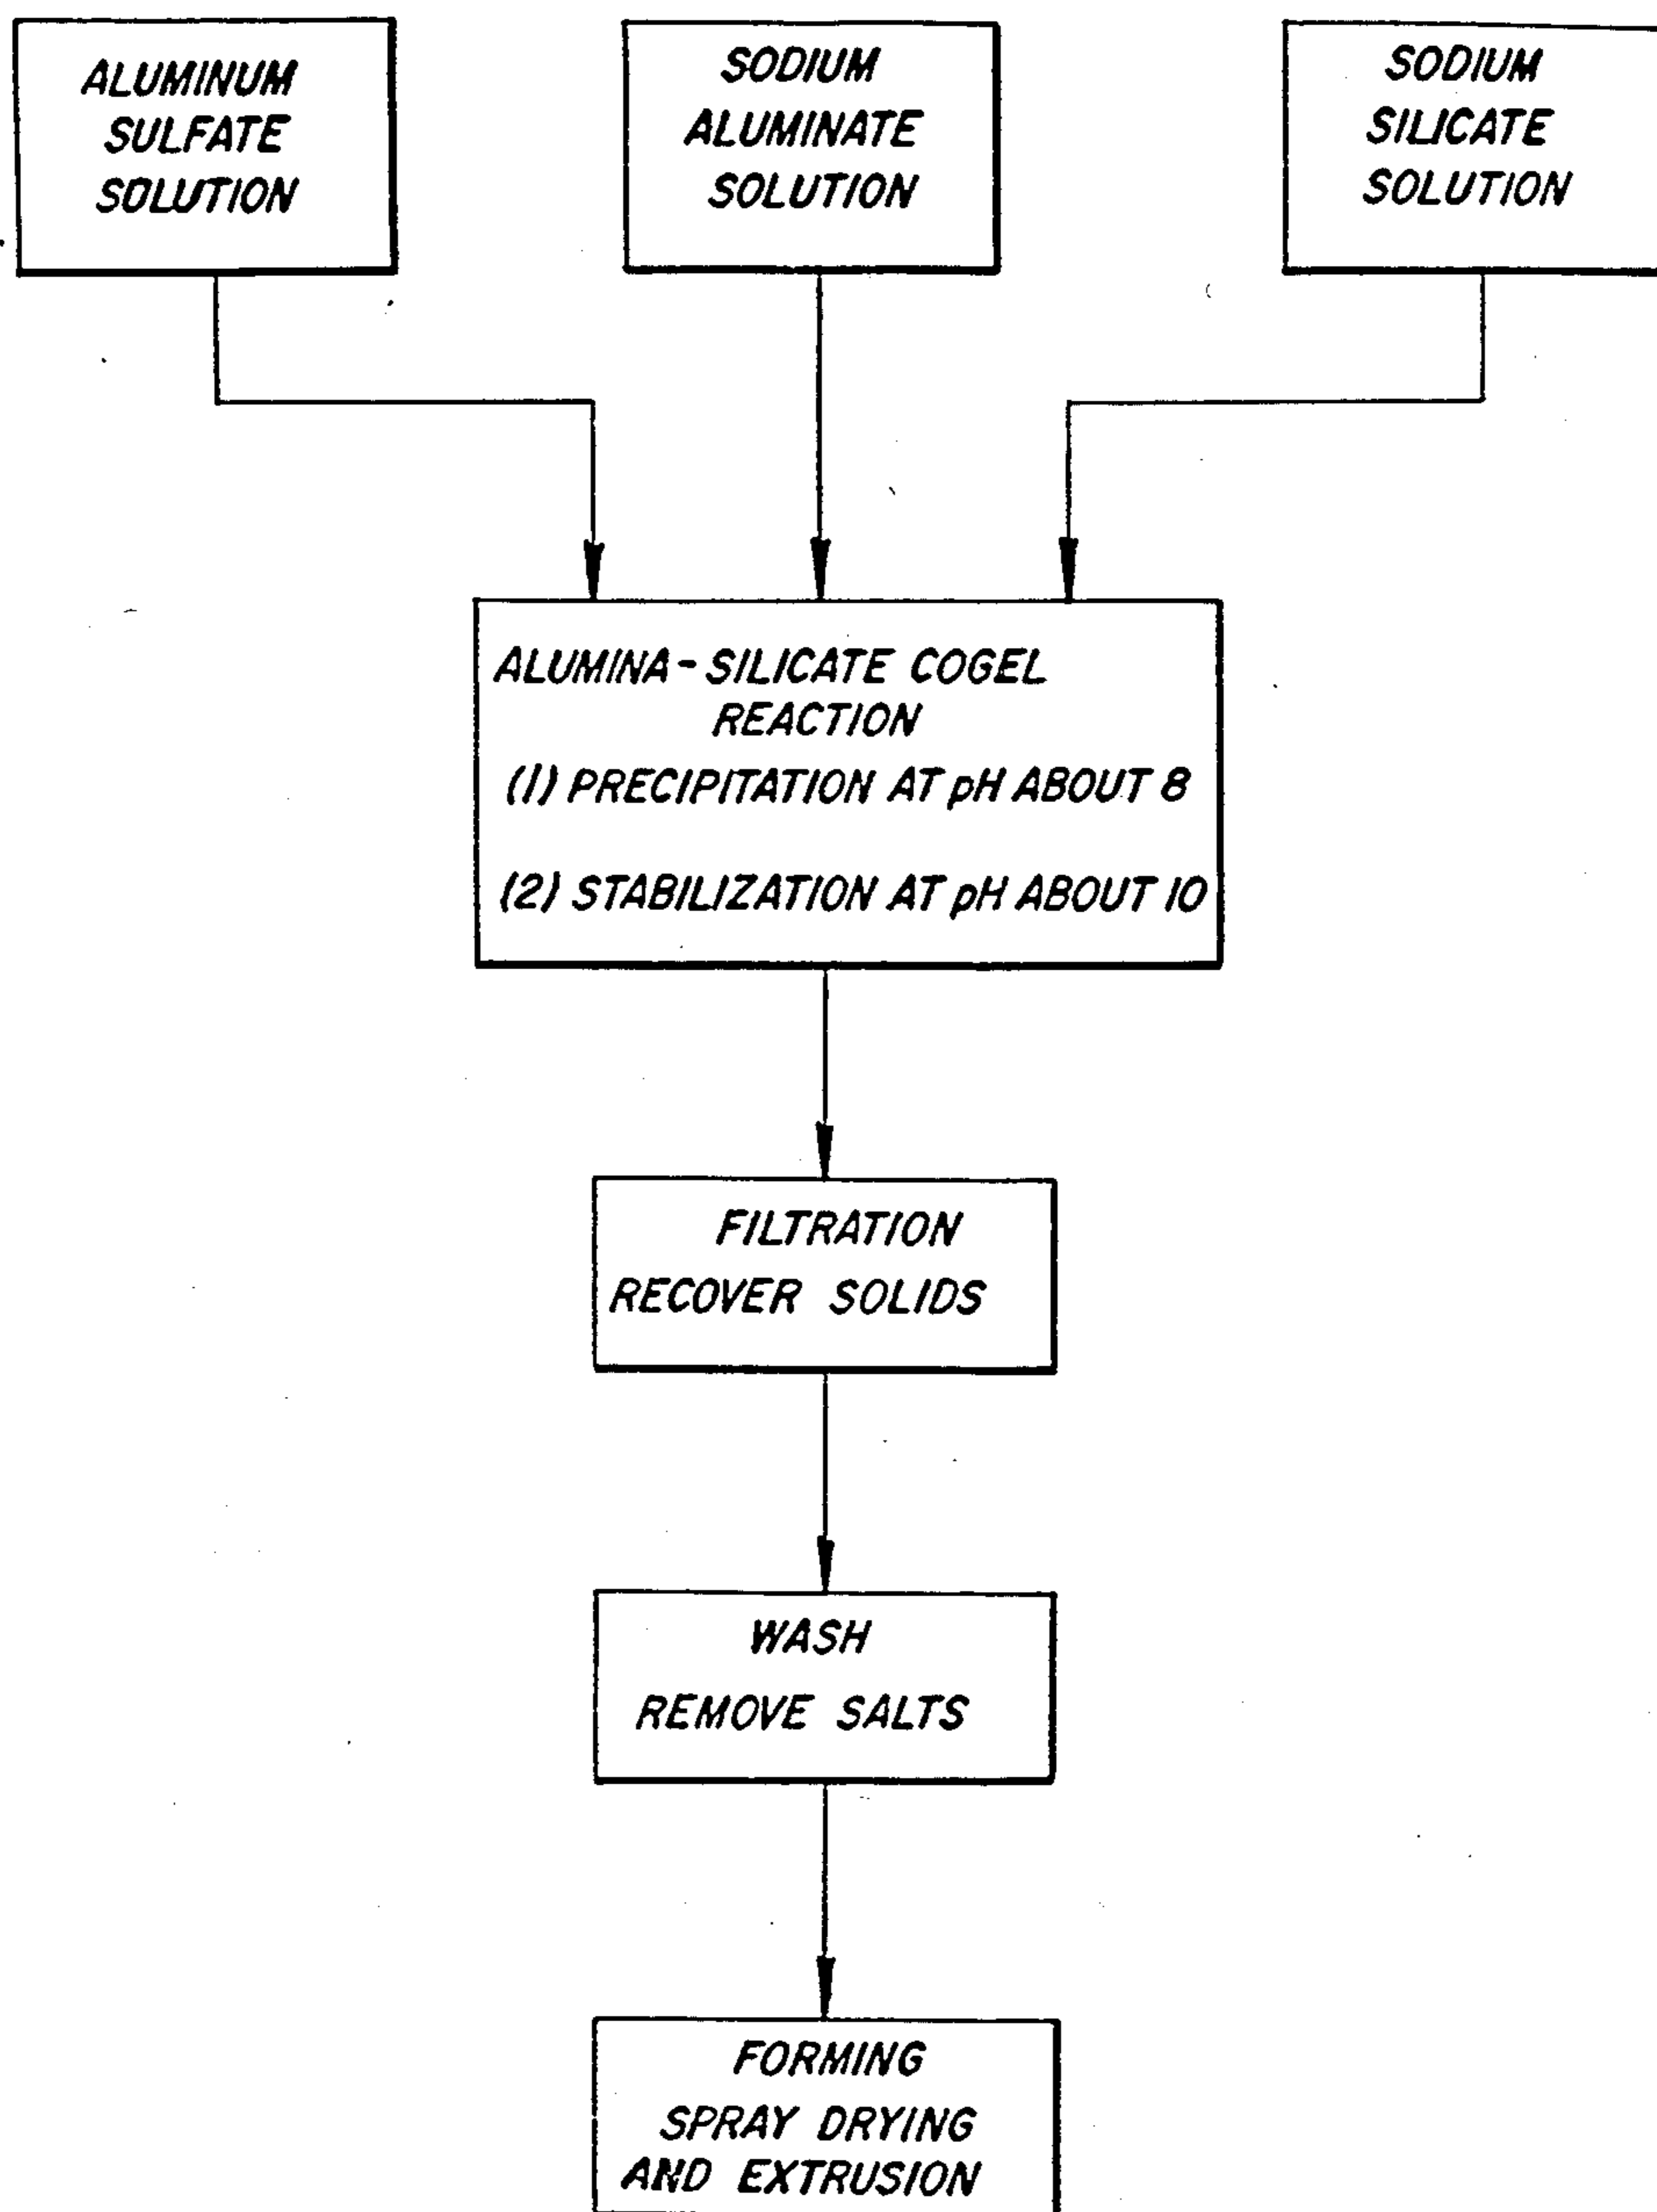 ALUMINUM
SULFATE
SOLUTION
SODIUM
ALUMINATE
SOLUTION
SODIUM
SILICATE
SOLUTION
ALUMINA-SILICATE COGEL
REACTION
(1) PRECIPITATION AT pH ABOUT 8
(2) STABILIZATION AT pH ABOUT 10
FILTRATION
RECOVER SOLIDS
WASH
REMOVE SALTS
FORMING
SPRAY DRYING
AND EXTRUSION